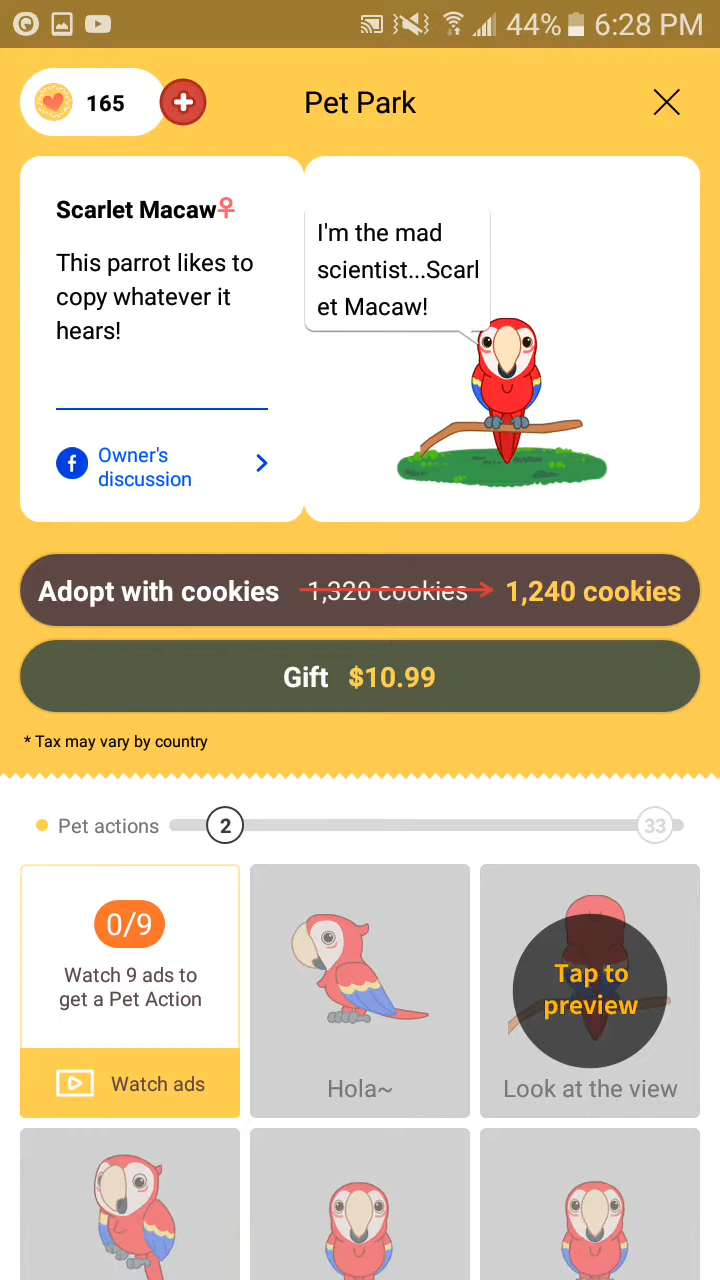 44% 6:28 PM
165
Pet Park
Scarlet Macaw♀
This parrot likes to
copy whatever it
hears!
Owner's
discussion
I'm the mad
scientist...Scarl
et Macaw!
Adopt with cookies 1,320 cookies 1,240 cookies
Gift $10.99
* Tax may vary by country
Pet actions 2 33
0/9
Watch 9 ads to
get a Pet Action
Watch ads
Hola~
Tap to
preview
Look at the view